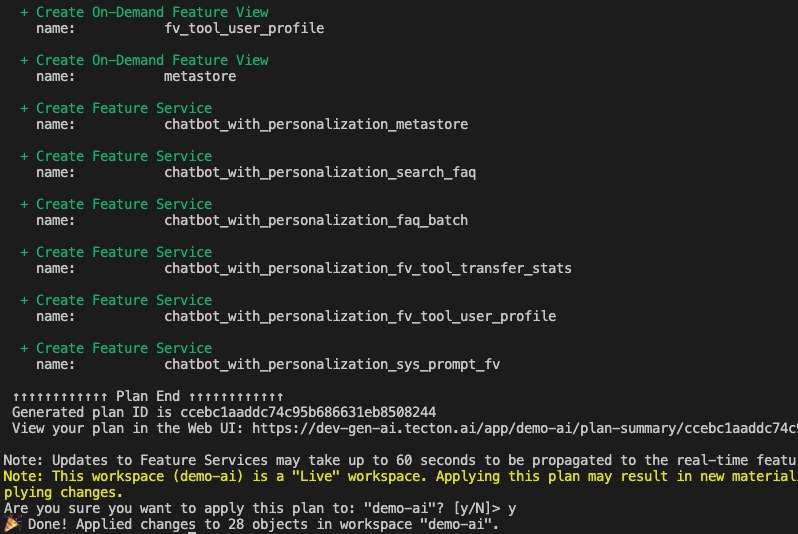 + Create On-Demand Feature View
name: fv_tool_user_profile
+ Create On-Demand Feature View
name: metastore
+ Create Feature Service
name: chatbot_with_personalization_metastore
+ Create Feature Service
name: chatbot_with_personalization_search_faq
+ Create Feature Service
name: chatbot_with_personalization_faq_batch
+ Create Feature Service
name: chatbot_with_personalization_fv_tool_transfer_stats
+ Create Feature Service
name: chatbot_with_personalization_fv_tool_user_profile
+ Create Feature Service
name: chatbot_with_personalization_sys_prompt_fv
↑↑↑↑↑↑↑↑↑↑↑↑ Plan End ↑↑↑↑↑↑↑↑↑↑↑↑
Generated plan ID is ccebc1aaddc74c95b686631eb8508244
View your plan in the Web UI: https://dev-gen-ai.tecton.ai/app/demo-ai/plan-summary/ccebc1aaddc74c9
Note: Updates to Feature Services may take up to 60 seconds to be propagated to the real-time featu
Note: This workspace (demo-ai) is a "Live" workspace. Applying this plan may result in new material
plying changes.
Are you sure you want to apply this plan to: "demo-ai"? [y/N]> y
🎉 Done! Applied changes to 28 objects in workspace "demo-ai".